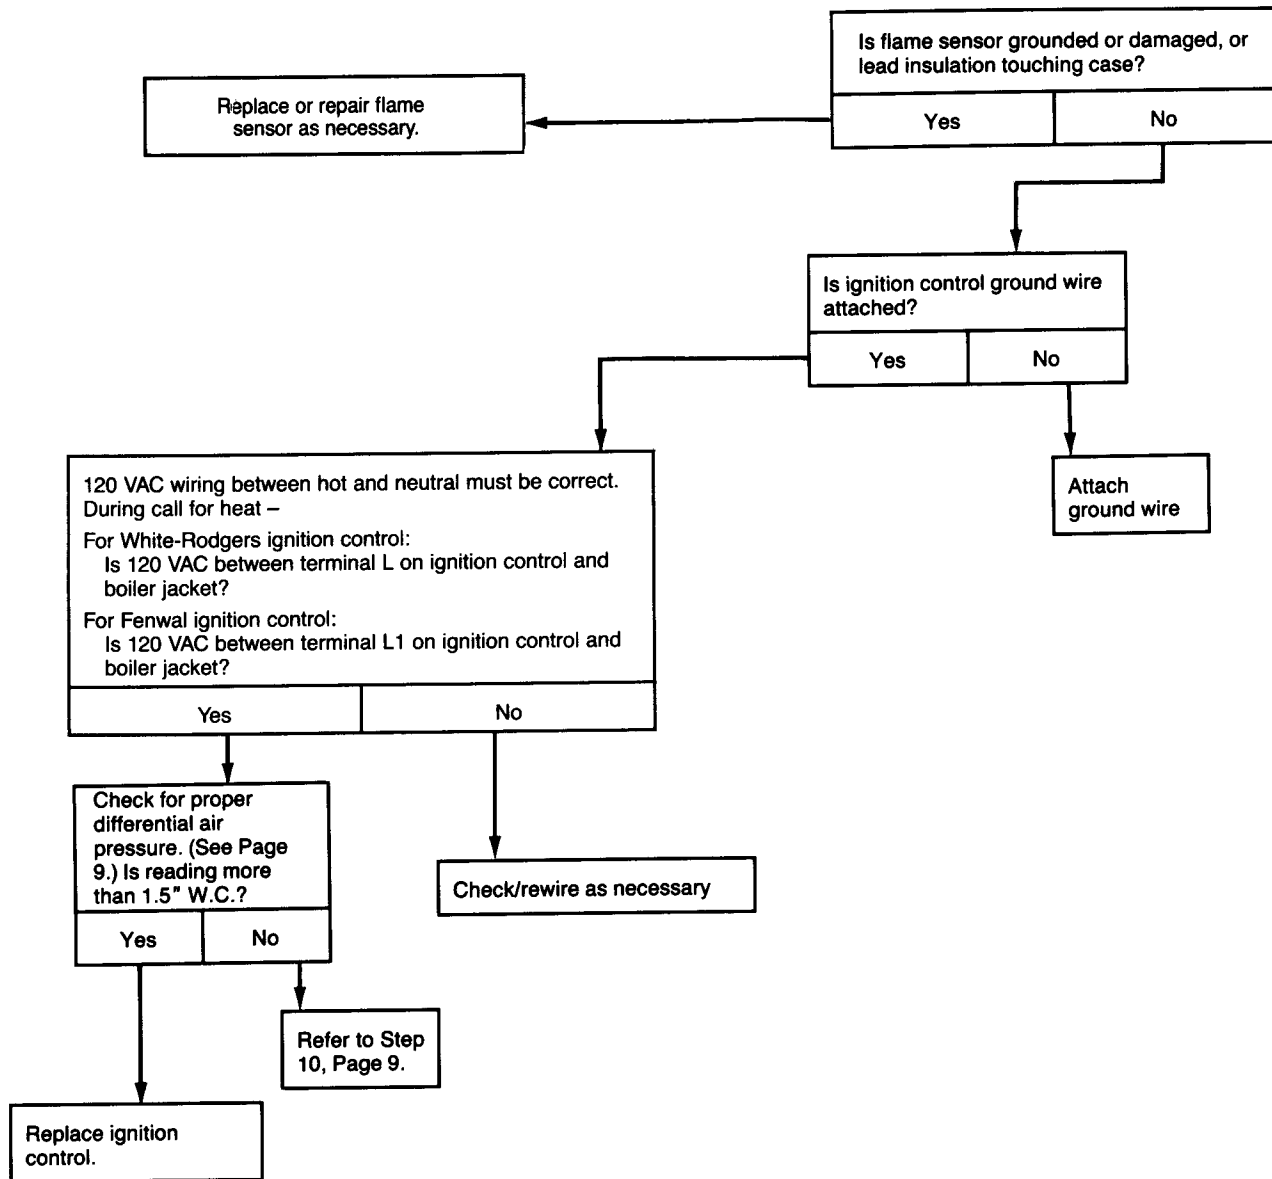 Is flame sensor grounded or damaged, or
lead insulation touching case?
Yes
No
Replace or repair flame
sensor as necessary.
Is ignition control ground wire
attached?
Yes
No
Attach
ground wire
120 VAC wiring between hot and neutral must be correct.
During call for heat –
For White-Rodgers ignition control:
Is 120 VAC between terminal L on ignition control and
boiler jacket?
For Fenwal ignition control:
Is 120 VAC between terminal L1 on ignition control and
boiler jacket?
Yes
No
Check for proper
differential air
pressure. (See Page
9.) Is reading more
than 1.5" W.C.?
Yes
No
Check/rewire as necessary
Refer to Step
10, Page 9.
Replace ignition
control.